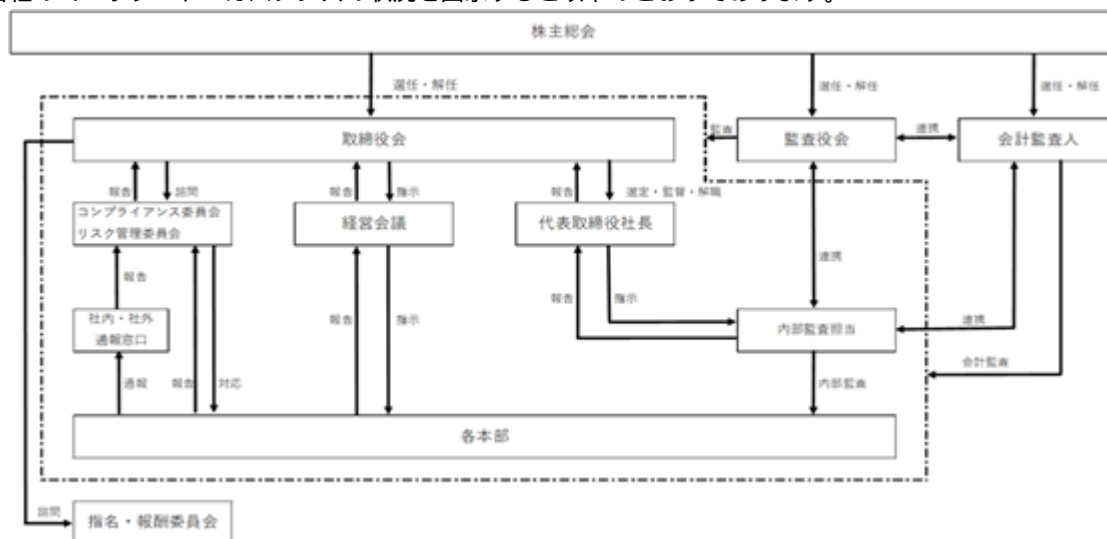 株主総会
選任・解任
選任・解任
選任・解任
取締役会
監査
監査役会
連携
会計監査人
報告
諮問
報告
指示
報告
選定・監督・解職
コンプライアンス委員会
リスク管理委員会
経営会議
代表取締役社長
連携
報告
社内・社外
通報窓口
報告
指示
報告
指示
内部監査担当
連携
会計監査
通報
報告
対応
内部監査
各本部
諮問
指名・報酬委員会